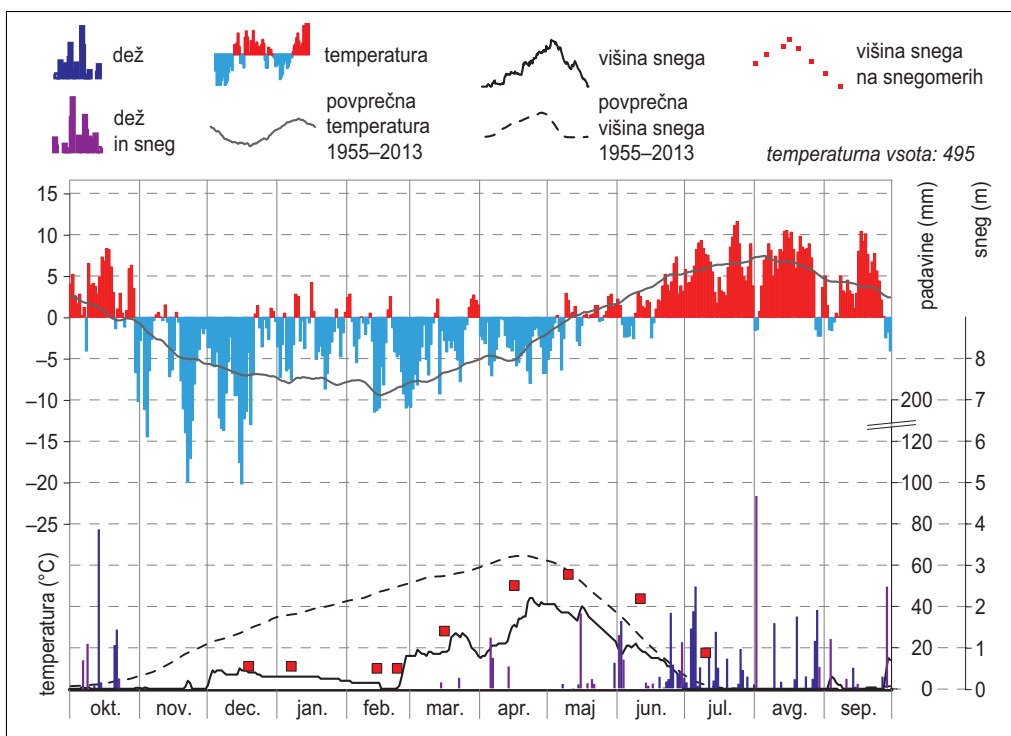 dež
temperatura
višina snega
višina snega
na snegomerih
dež
in sneg
povprečna
temperatura
1955–2013
povprečna
višina snega
1955–2013
temperaturna vsota: 495
15
10
5
0
−5
−10
−15
−20
−25
temperatura (°C)
padavine (mm)
200
120
100
80
60
40
20
0
sneg (m)
8
7
6
5
4
3
2
1
0
okt. nov. dec. jan. feb. mar. apr. maj jun. jul. avg. sep.